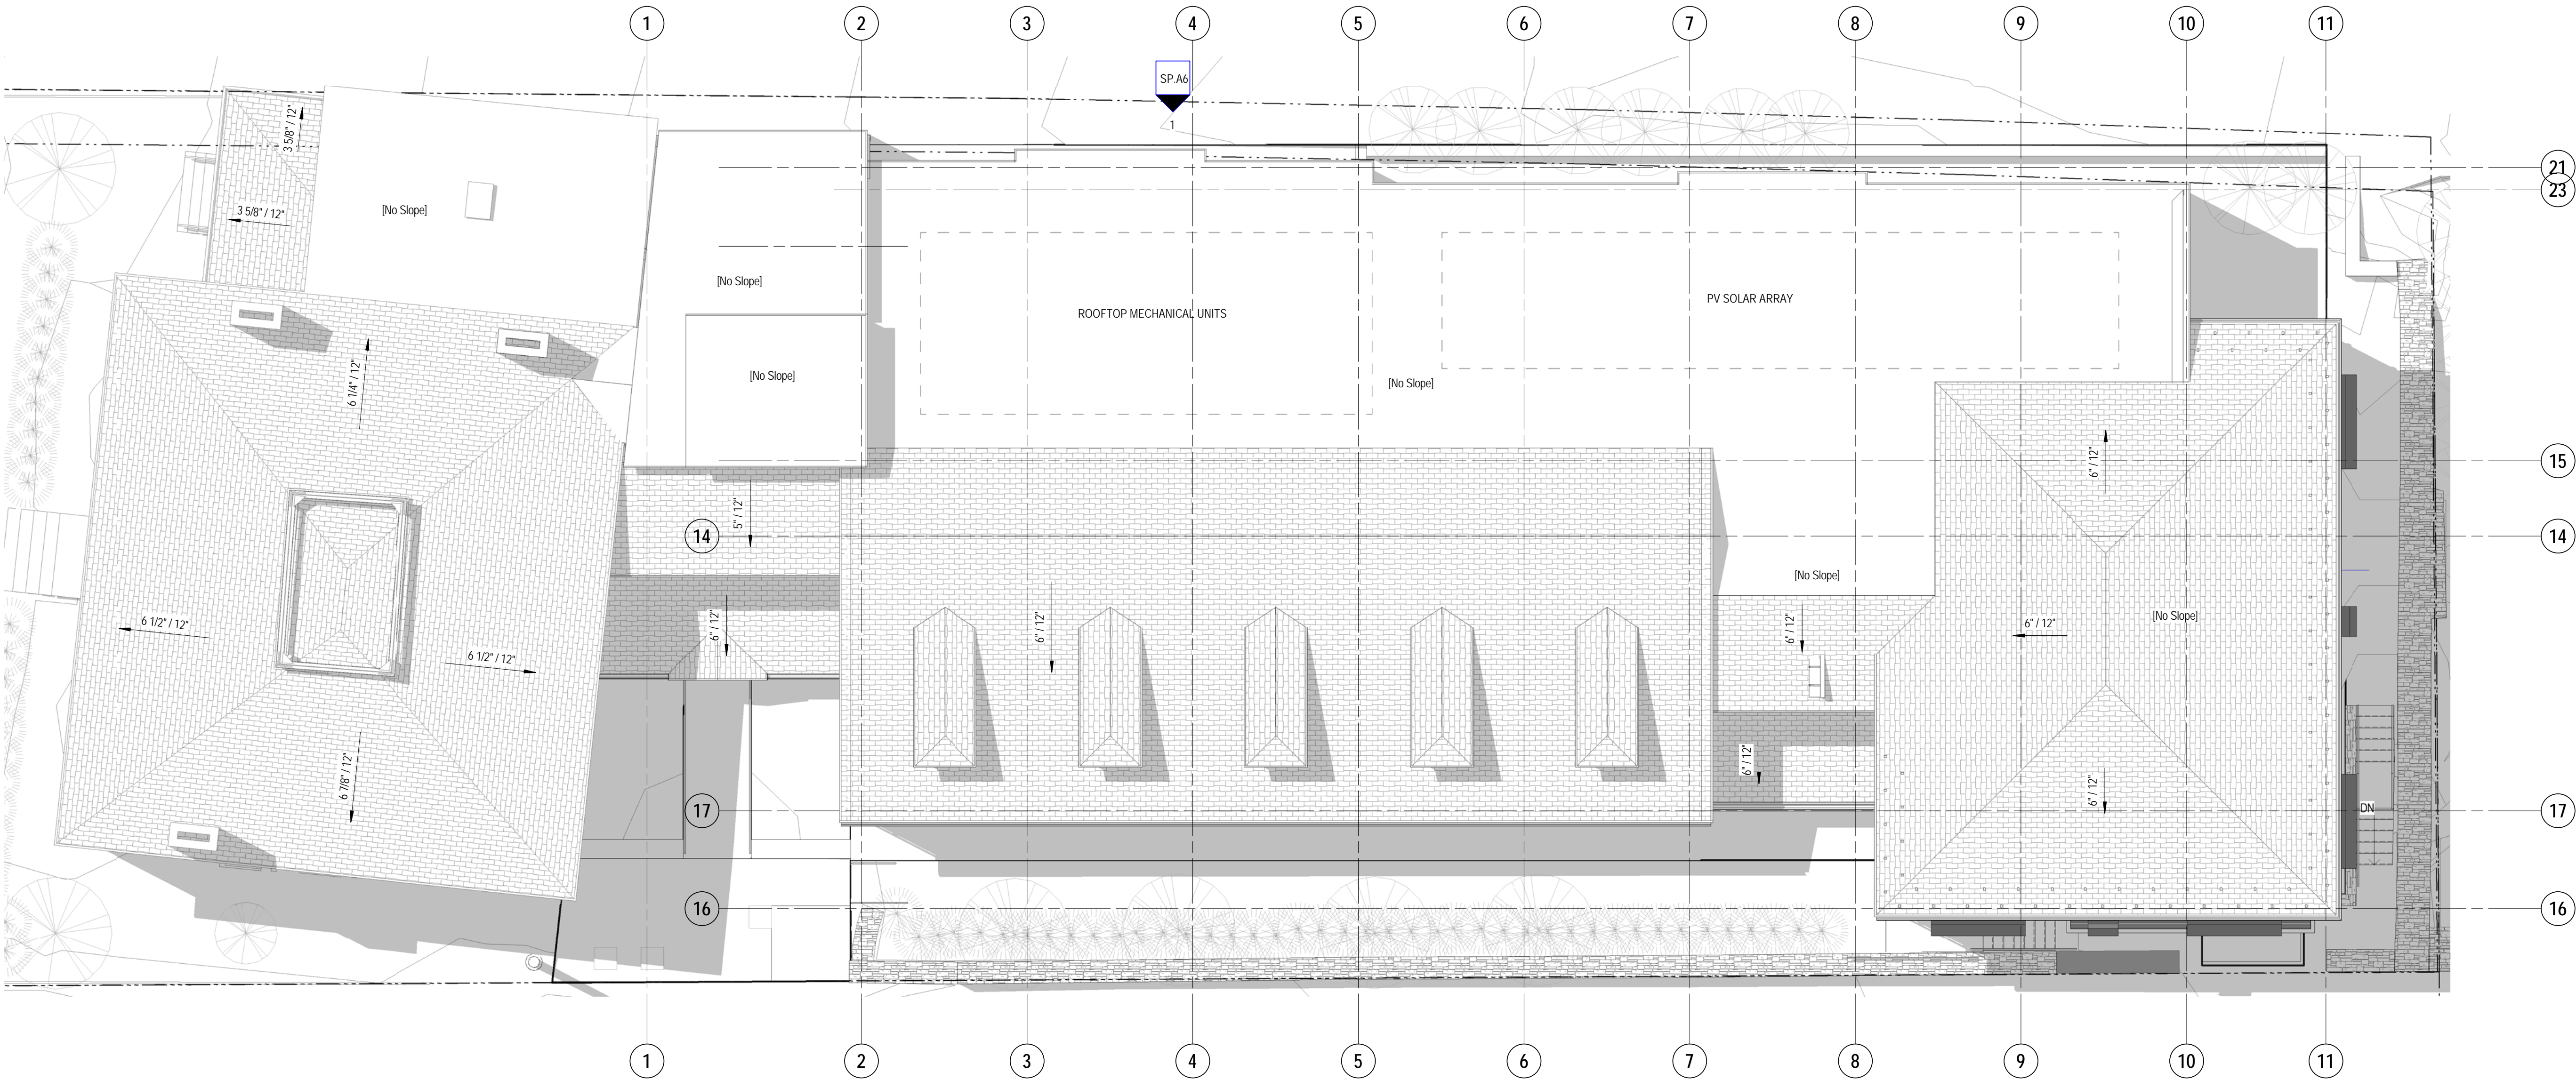 1 2 3 4 5 6 7 8 9 10 11
SP.A6
1
3 5/8" / 12"
21
23
3 5/8" / 12"
[No Slope]
[No Slope]
PV SOLAR ARRAY
ROOFTOP MECHANICAL UNITS
6 1/4" / 12"
[No Slope]
[No Slope]
6" / 12"
15
5" / 12"
14
14
[No Slope]
6 1/2" / 12"
6" / 12"
6" / 12"
6" / 12"
6" / 12"
[No Slope]
6 1/2" / 12"
6 7/8" / 12"
6" / 12"
6" / 12"
DN
17
17
16
16
1 2 3 4 5 6 7 8 9 10 11